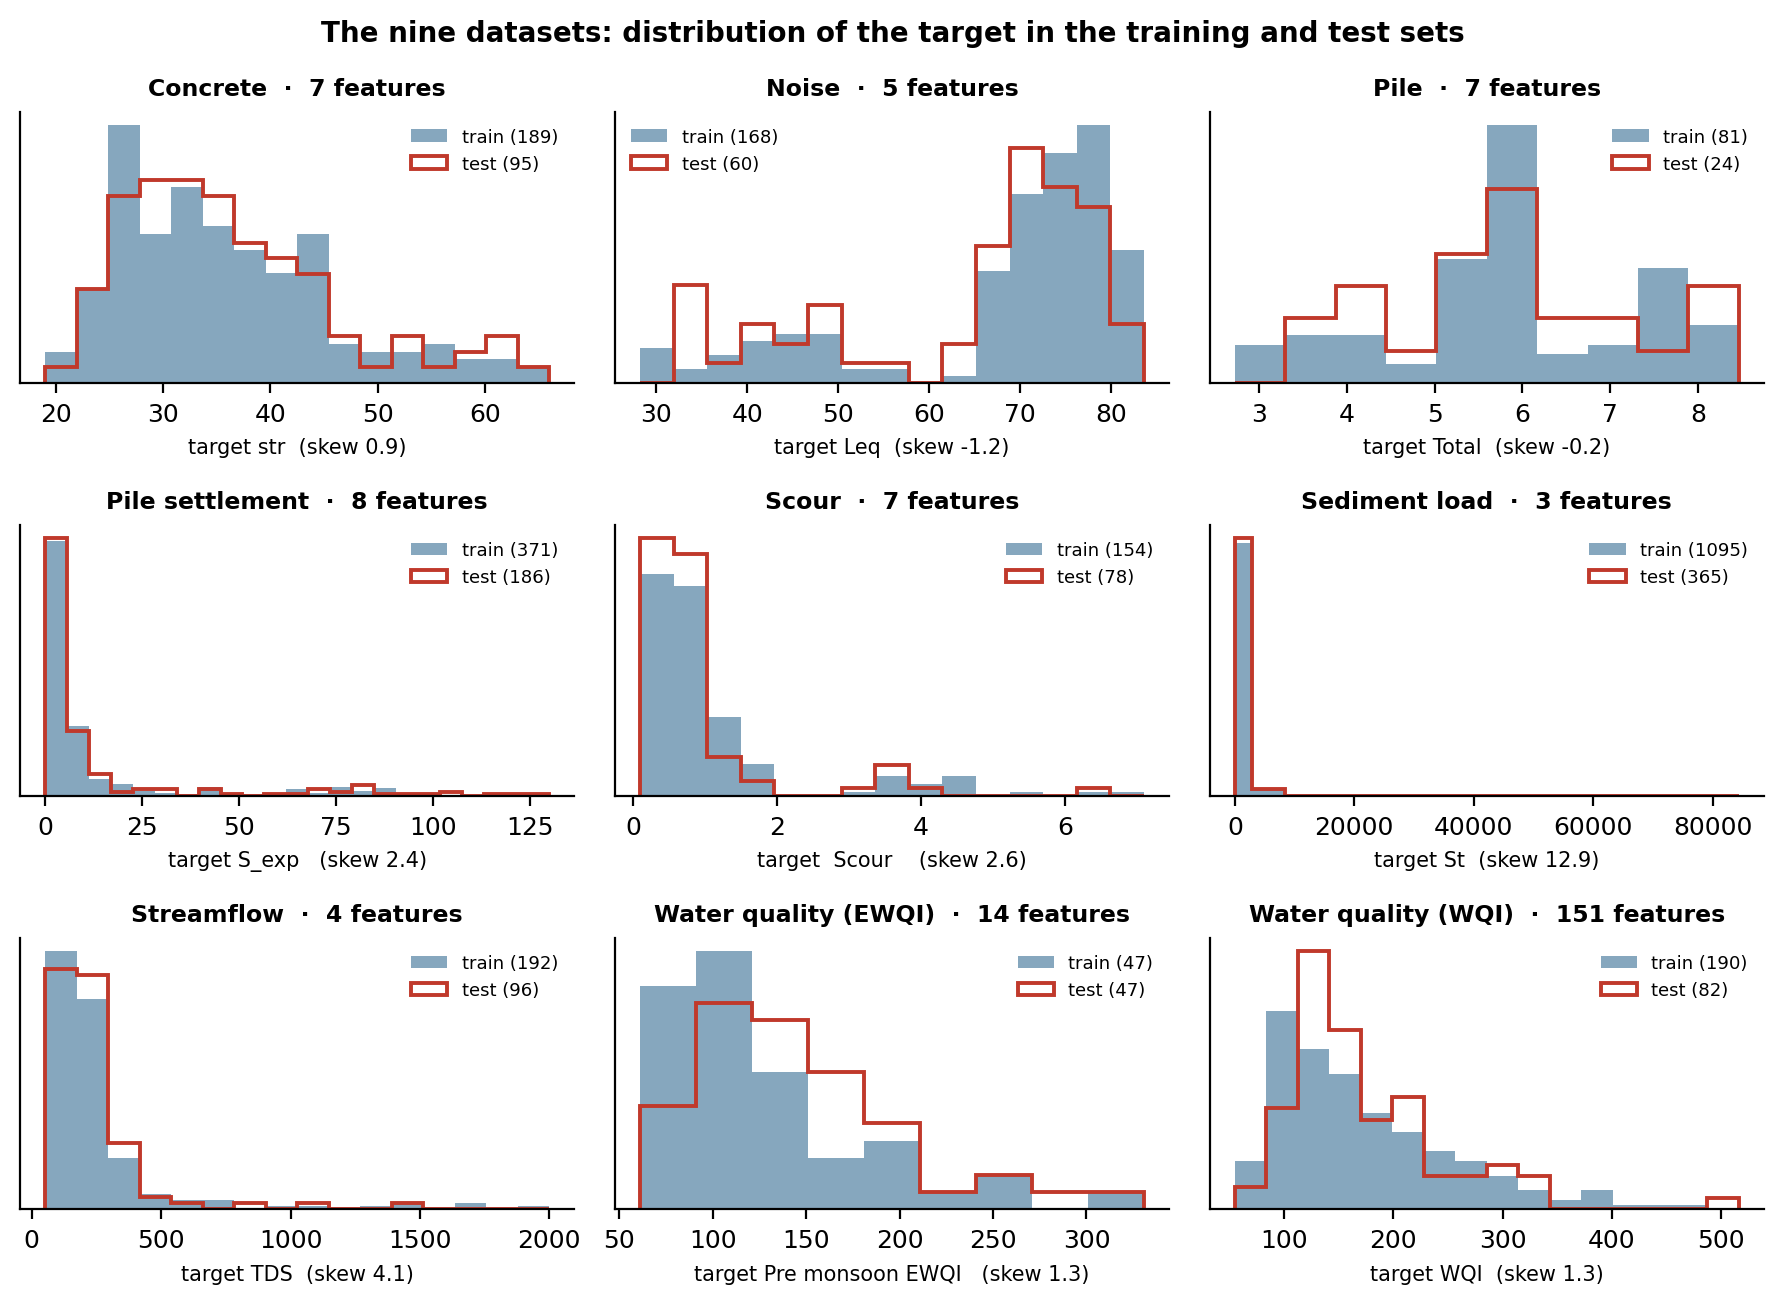 The nine datasets: distribution of the target in the training and test sets
Concrete · 7 features
train (189)
test (95)
20 30 40 50 60
target str (skew 0.9)
Noise · 5 features
train (168)
test (60)
30 40 50 60 70 80
target Leq (skew -1.2)
Pile · 7 features
train (81)
test (24)
3 4 5 6 7 8
target Total (skew -0.2)
Pile settlement · 8 features
train (371)
test (186)
0 25 50 75 100 125
target S_exp (skew 2.4)
Scour · 7 features
train (154)
test (78)
0 2 4 6
target Scour (skew 2.6)
Sediment load · 3 features
train (1095)
test (365)
0 20000 40000 60000 80000
target St (skew 12.9)
Streamflow · 4 features
train (192)
test (96)
0 500 1000 1500 2000
target TDS (skew 4.1)
Water quality (EWQI) · 14 features
train (47)
test (47)
50 100 150 200 250 300
target Pre monsoon EWQI (skew 1.3)
Water quality (WQI) · 151 features
train (190)
test (82)
100 200 300 400 500
target WQI (skew 1.3)